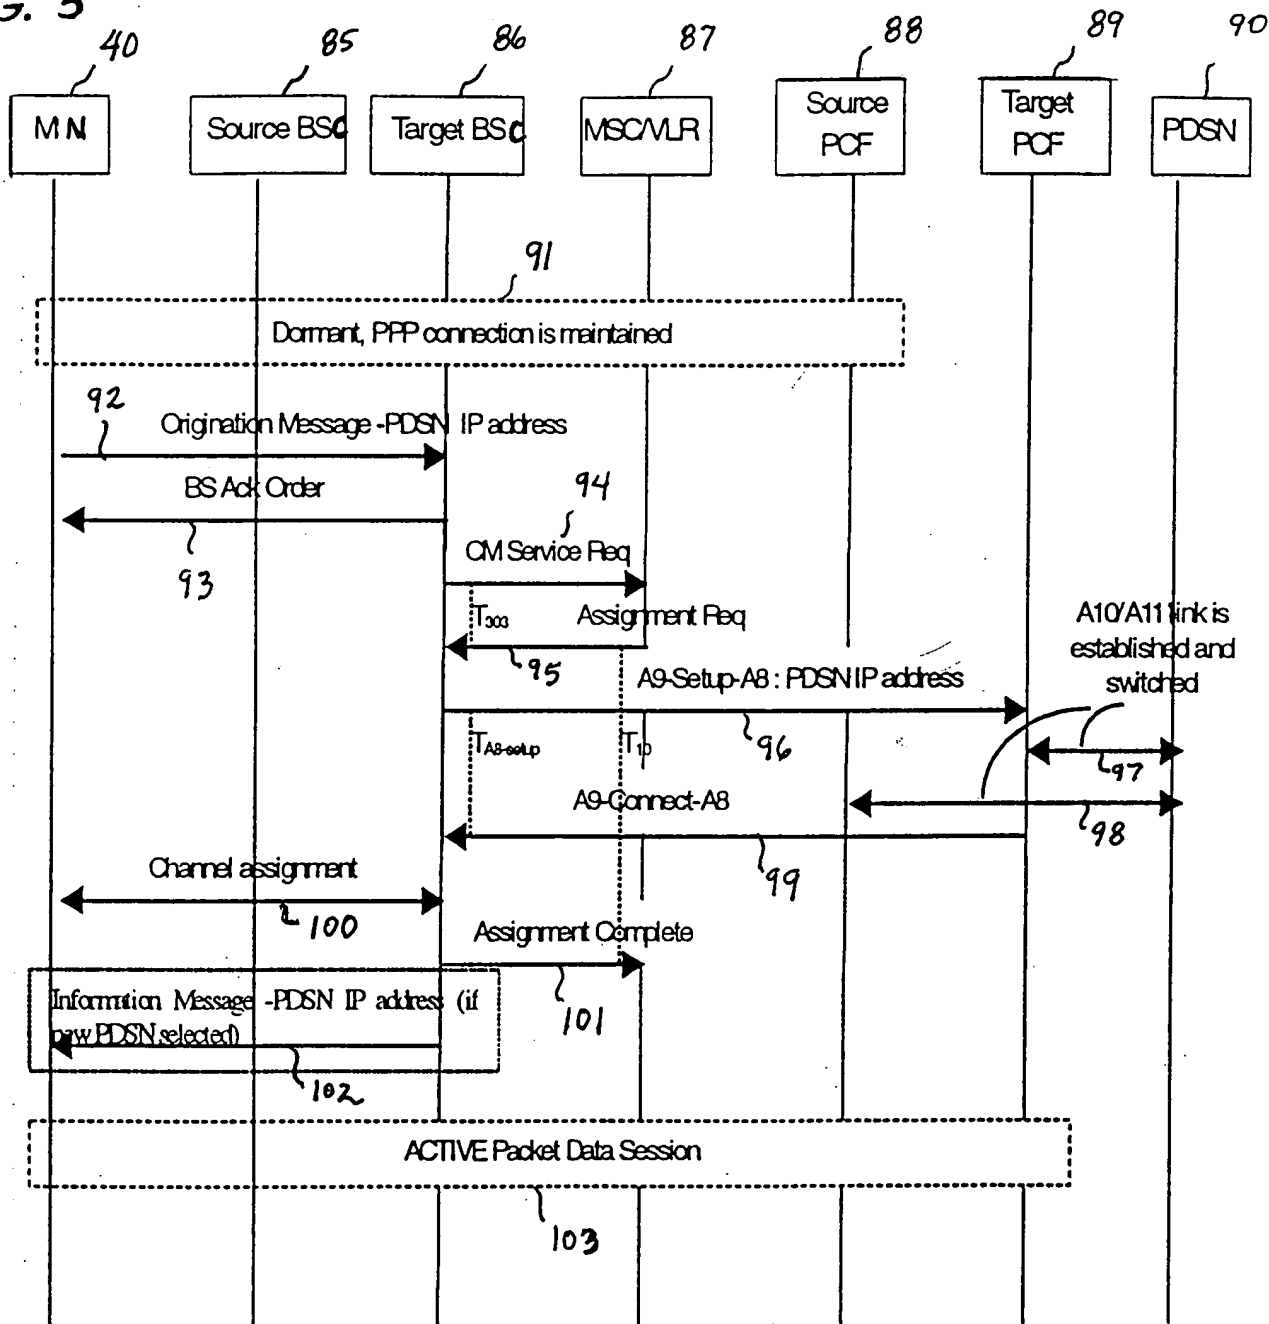 G. 5
40
85
86
87
88
89
90
MN
Source BSC
Target BSC
MSC/VLR
Source
PCF
Target
PCF
PDSN
91
Dormant, PPP connection is maintained
92
Origination Message -PDSN IP address
BS Ack Order
93
94
CM Service Req
T303
Assignment Req
95
A10/A11 link is
established and
switched
A9-Setup-A8 : PDSN IP address
96
TA8-setup
T10
97
A9-Connect-A8
98
99
Channel assignment
100
Assignment Complete
101
Information Message -PDSN IP address (if
new PDSN selected)
102
ACTIVE Packet Data Session
103